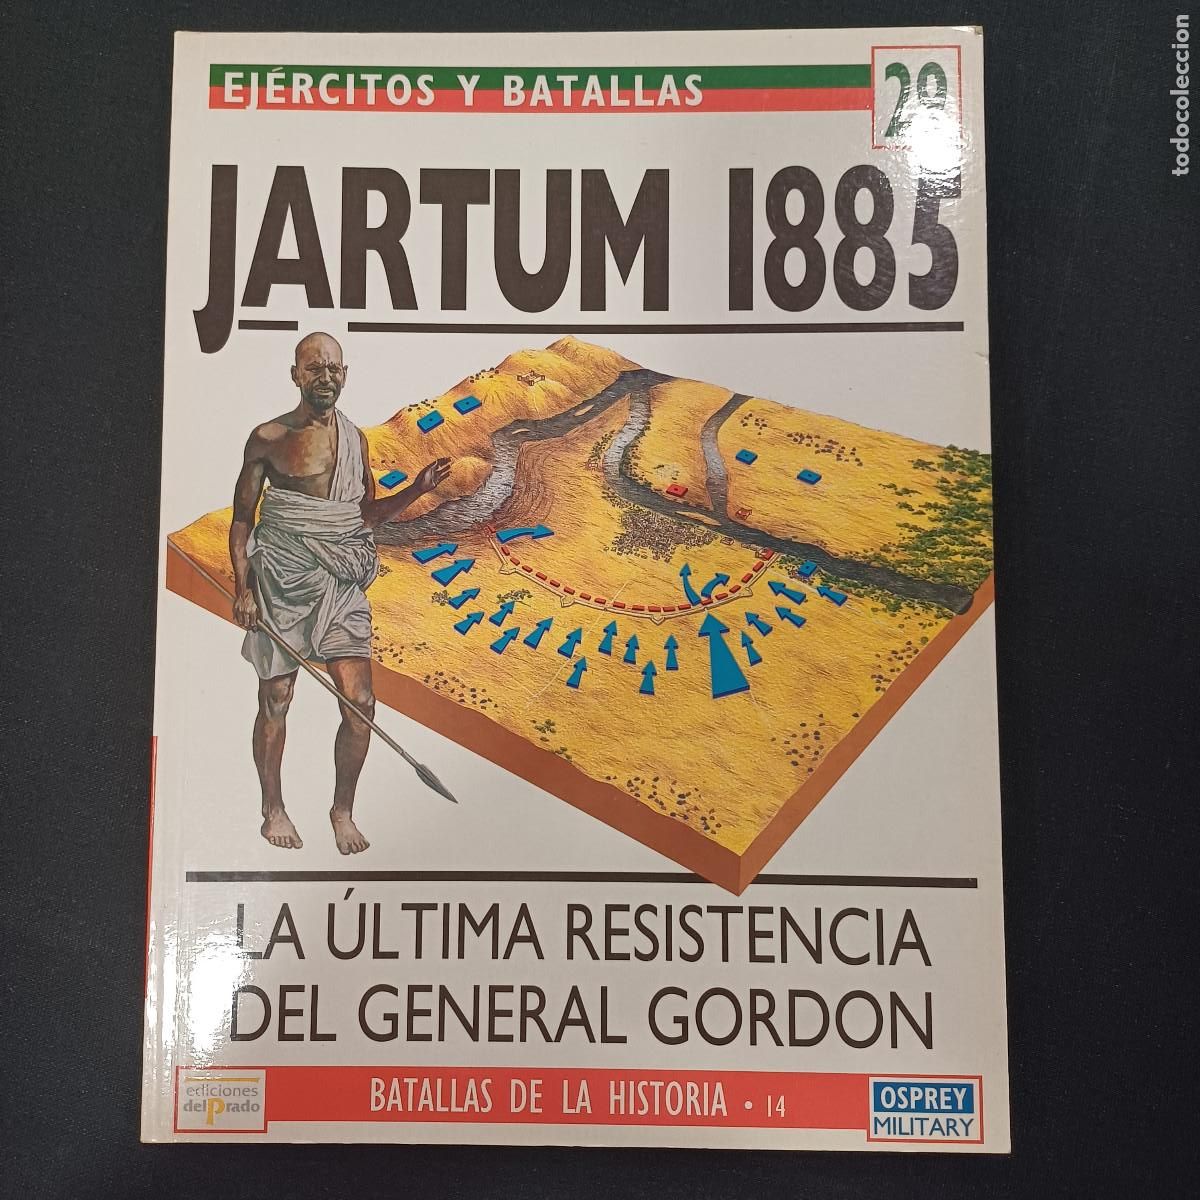 EJÉRCITOS Y BATALLAS
29
JARTUM 1885
LA ÚLTIMA RESISTENCIA
DEL GENERAL GORDON
ediciones
delPrado
BATALLAS DE LA HISTORIA • 14
OSPREY
MILITARY
todocoleccion